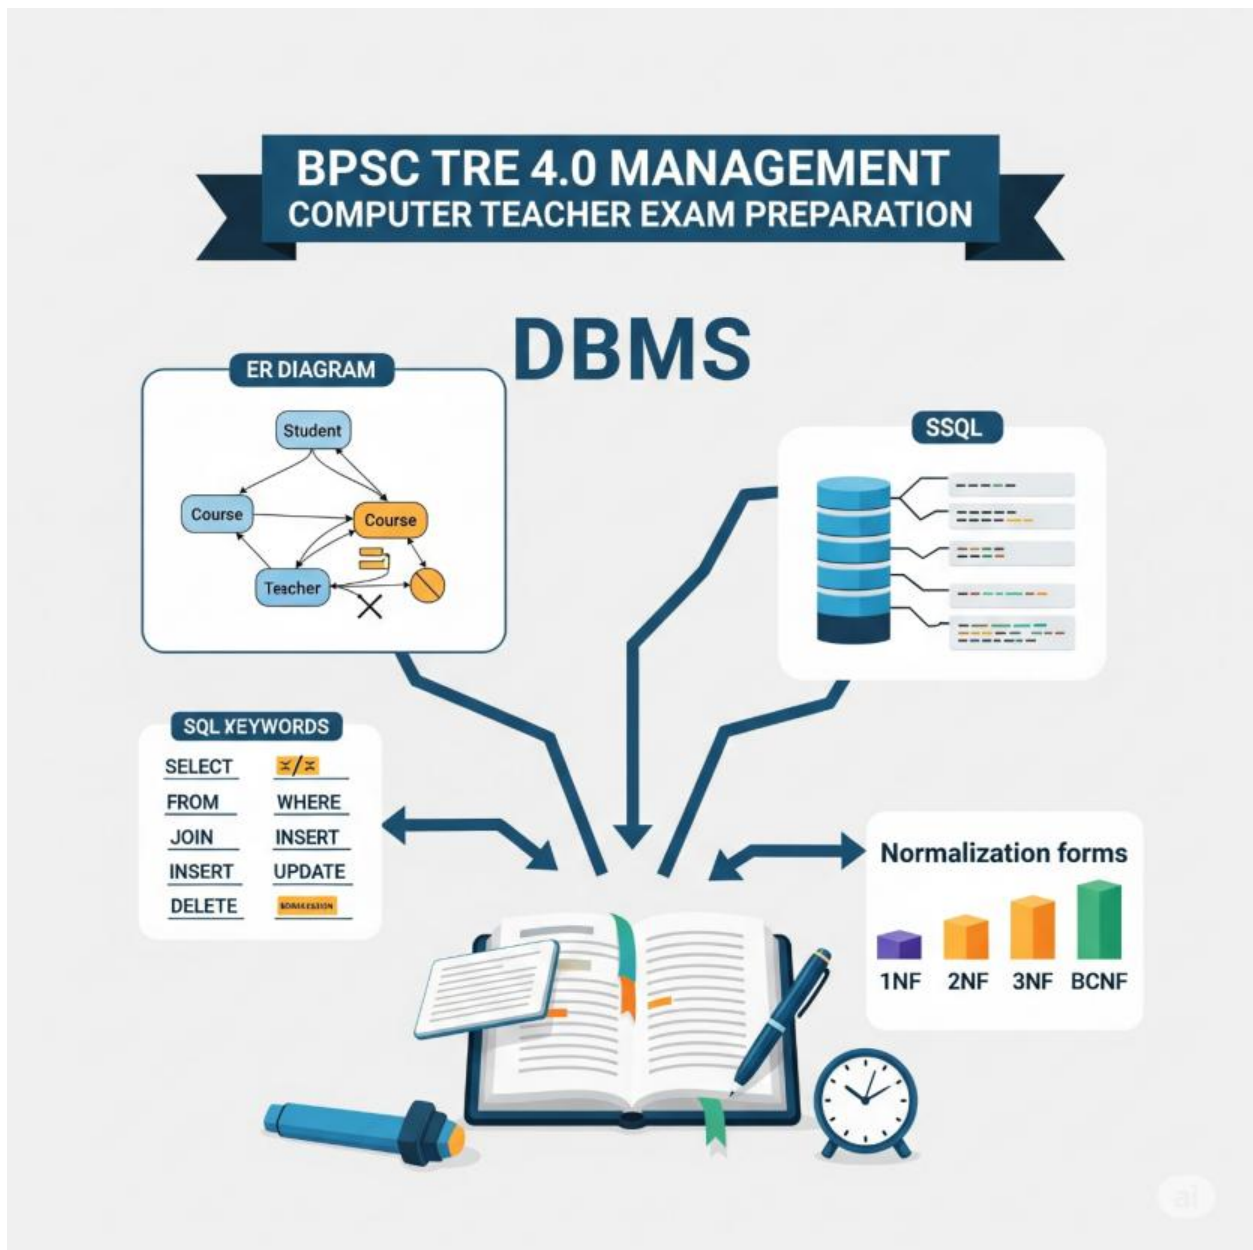 BPSC TRE 4.0 MANAGEMENT
COMPUTER TEACHER EXAM PREPARATION
DBMS
ER DIAGRAM
Student
Course
Course
Teacher
SSQL
SQL KEYWORDS
SELECT
FROM WHERE
JOIN INSERT
INSERT UPDATE
DELETE
Normalization forms
1NF 2NF 3NF BCNF
ai